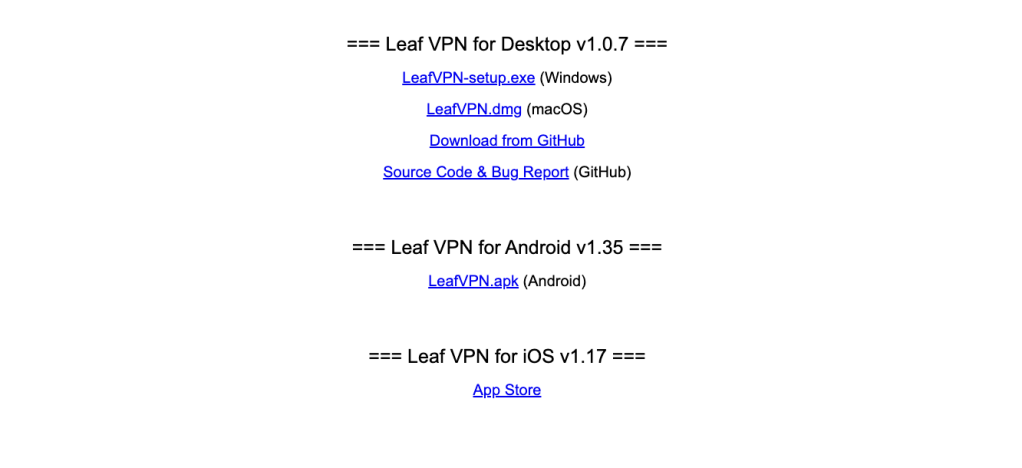 === Leaf VPN for Desktop v1.0.7 ===
LeafVPN-setup.exe (Windows)
LeafVPN.dmg (macOS)
Download from GitHub
Source Code & Bug Report (GitHub)
=== Leaf VPN for Android v1.35 ===
LeafVPN.apk (Android)
=== Leaf VPN for iOS v1.17 ===
App Store